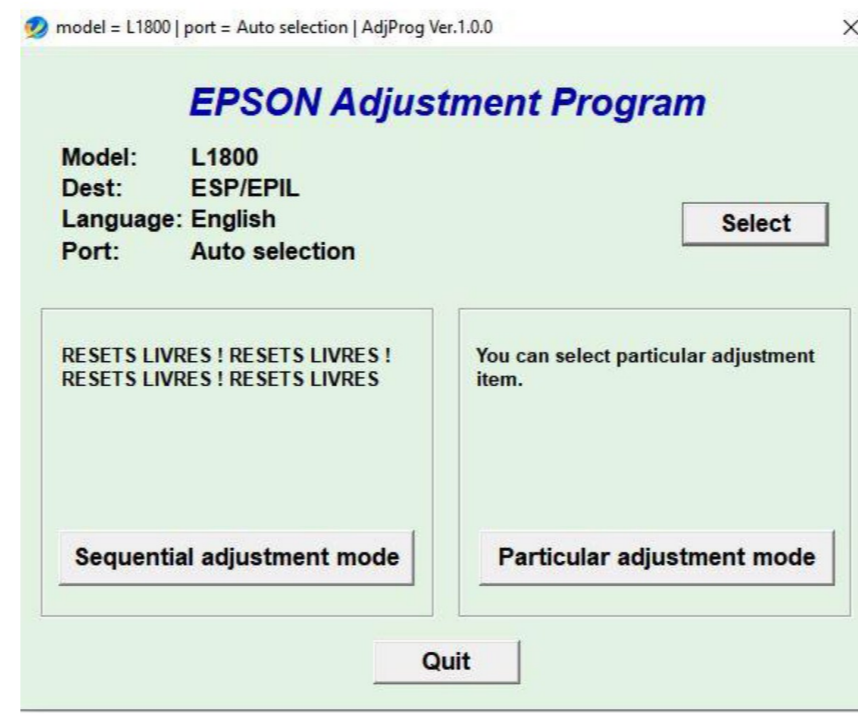 model = L1800 | port = Auto selection | AdjProg Ver.1.0.0
EPSON Adjustment Program
Model: L1800
Dest: ESP/EPIL
Language: English
Port: Auto selection
Select
RESETS LIVRES ! RESETS LIVRES !
RESETS LIVRES ! RESETS LIVRES
Sequential adjustment mode
You can select particular adjustment
item.
Particular adjustment mode
Quit